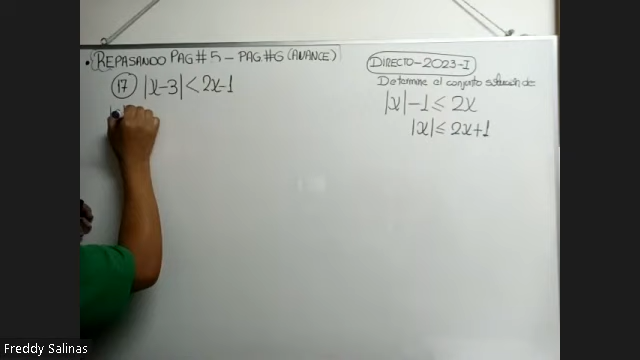 • REPASANDO PAG#5 – PAG.#6 (AVANCE)
17 |x-3| < 2x-1
DIRECTO-2023-I
Determine el conjunto solución de:
|x|-1 ≤ 2x
|x| ≤ 2x+1
Freddy Salinas